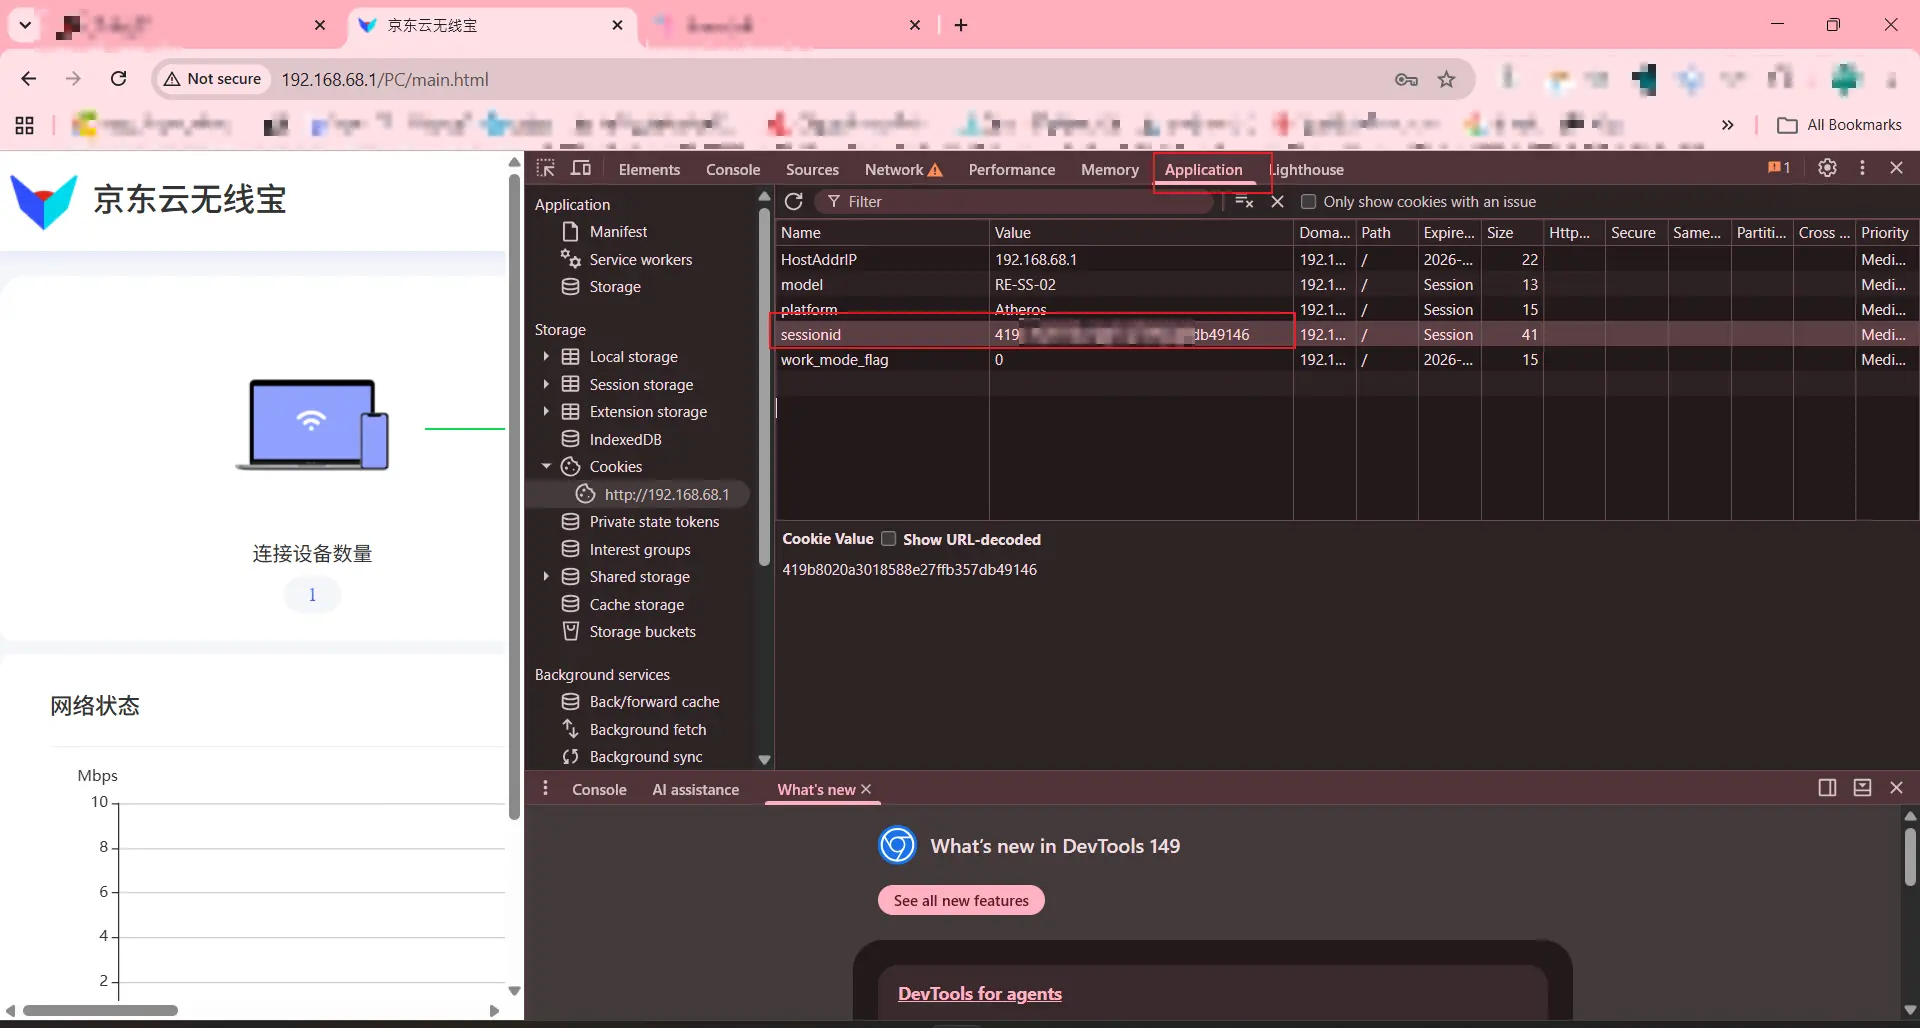 京东云无线宝
Not secure
192.168.68.1/PC/main.html
All Bookmarks
京东云无线宝
连接设备数量
1
网络状态
Mbps
10
8
6
4
2
Elements
Console
Sources
Network
Performance
Memory
Application
Lighthouse
1
Application
Manifest
Service workers
Storage
Storage
Local storage
Session storage
Extension storage
IndexedDB
Cookies
http://192.168.68.1
Private state tokens
Interest groups
Shared storage
Cache storage
Storage buckets
Background services
Back/forward cache
Background fetch
Background sync
Filter
Only show cookies with an issue
Name Value Doma... Path Expire... Size Http... Secure Same... Partiti... Cross ... Priority
HostAddrIP 192.168.68.1 192.1... / 2026-... 22 Medi...
model RE-SS-02 192.1... / Session 13 Medi...
platform Atheros 192.1... / Session 15 Medi...
sessionid 419 db49146 192.1... / Session 41 Medi...
work_mode_flag 0 192.1... / 2026-... 15 Medi...
Cookie Value Show URL-decoded
419b8020a3018588e27ffb357db49146
Console
AI assistance
What's new
What's new in DevTools 149
See all new features
DevTools for agents